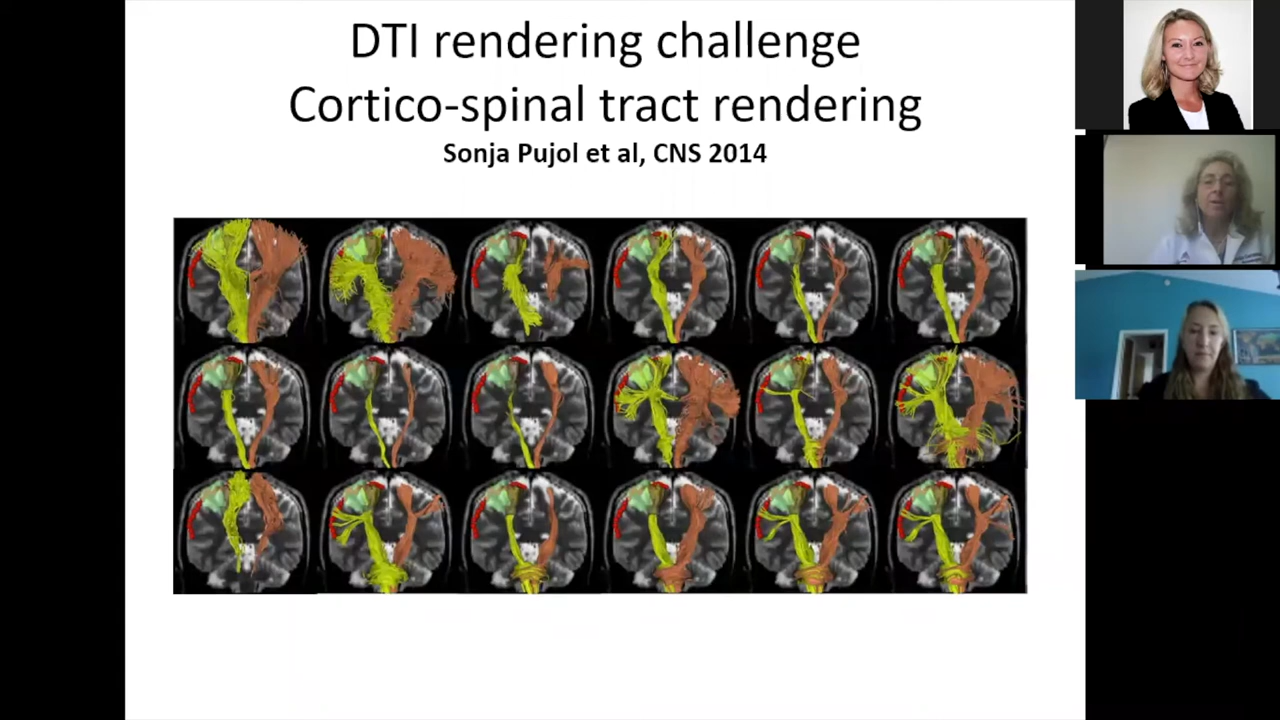 DTI rendering challenge
Cortico-spinal tract rendering
Sonja Pujol et al, CNS 2014